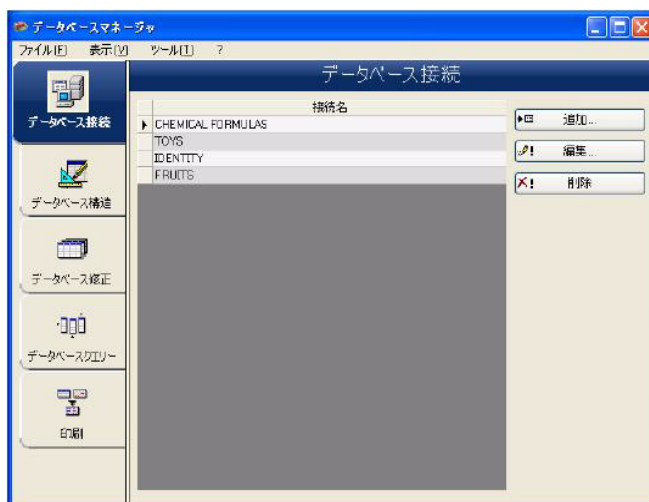 データベースマネージャ
ファイル(F) 表示(V) ツール(T) ?
データベース接続
データベース構造
データベース修正
データベースクエリー
印刷
データベース接続
接続名
CHEMICAL FORMULAS
TOYS
IDENTITY
FRUITS
追加...
編集...
削除